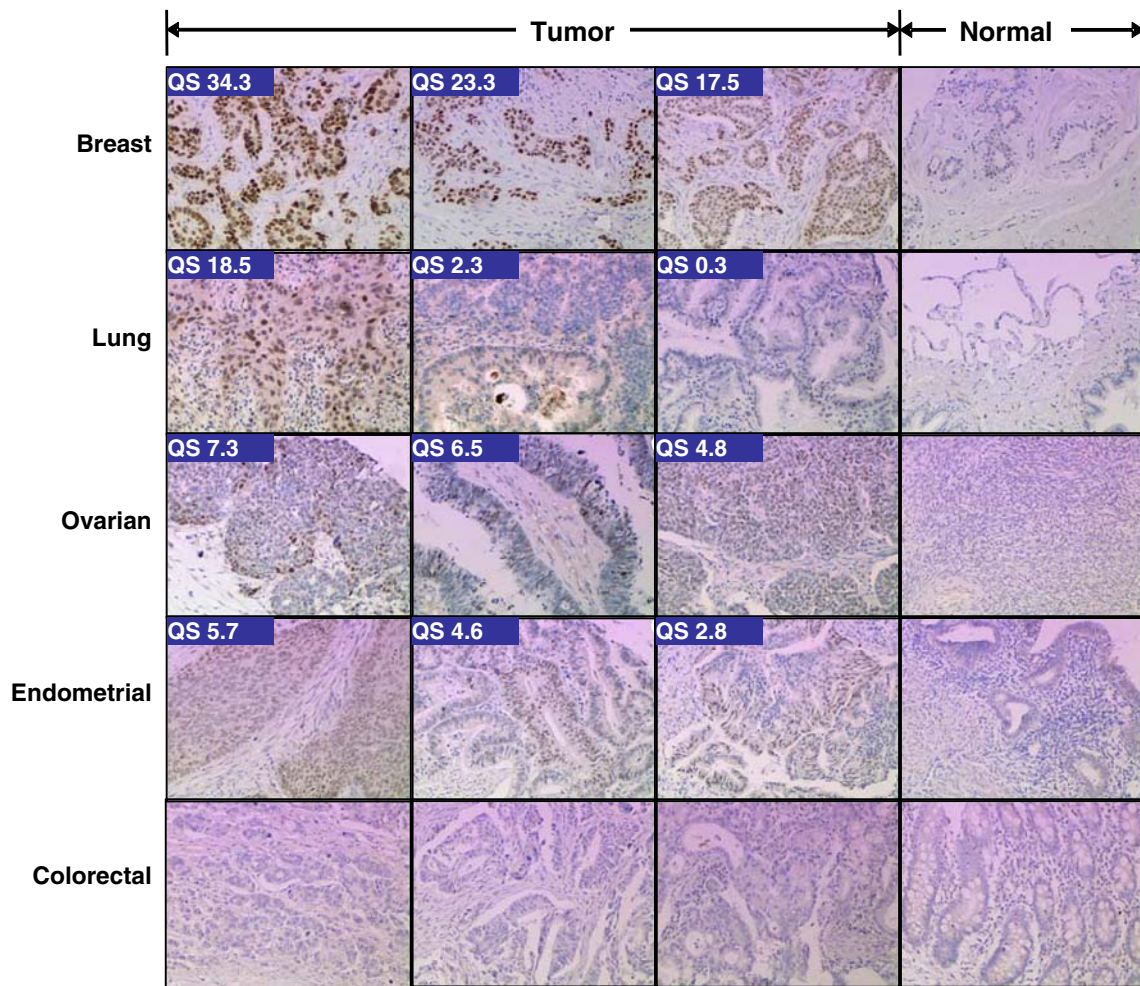 Tumor Normal
Breast QS 34.3 QS 23.3 QS 17.5
Lung QS 18.5 QS 2.3 QS 0.3
Ovarian QS 7.3 QS 6.5 QS 4.8
Endometrial QS 5.7 QS 4.6 QS 2.8
Colorectal